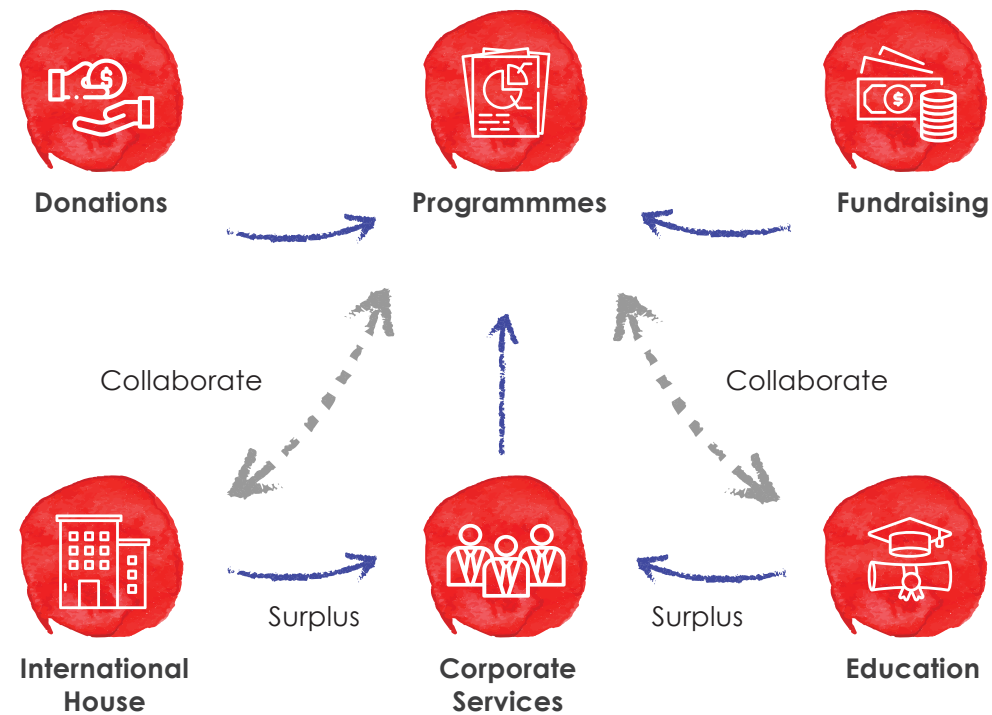 Donations
Programmmes
Fundraising
Collaborate
Collaborate
Surplus
Surplus
International
House
Corporate
Services
Education